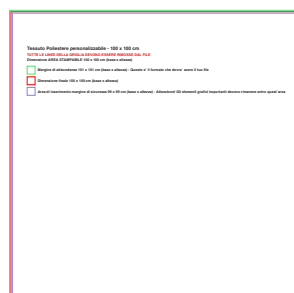 Tessuto Poliestere personalizzabile - 100 x 100 cm
TUTTE LE LINEE DELLA GRIGLIA DEVONO ESSERE RIMOSSE DAL FILE
Dimensione AREA STAMPABILE 100 x 100 cm (base x altezza)
Margine di abbondanza 101 x 101 cm (base x altezza) - Questo e' il formato che dovra' avere il tuo file
Dimensione finale 100 x 100 cm (base x altezza)
Area di inserimento margine di sicurezza 99 x 99 cm (base x altezza) - Attenzione! Gli elementi grafici importanti devono rimanere entro quest'area